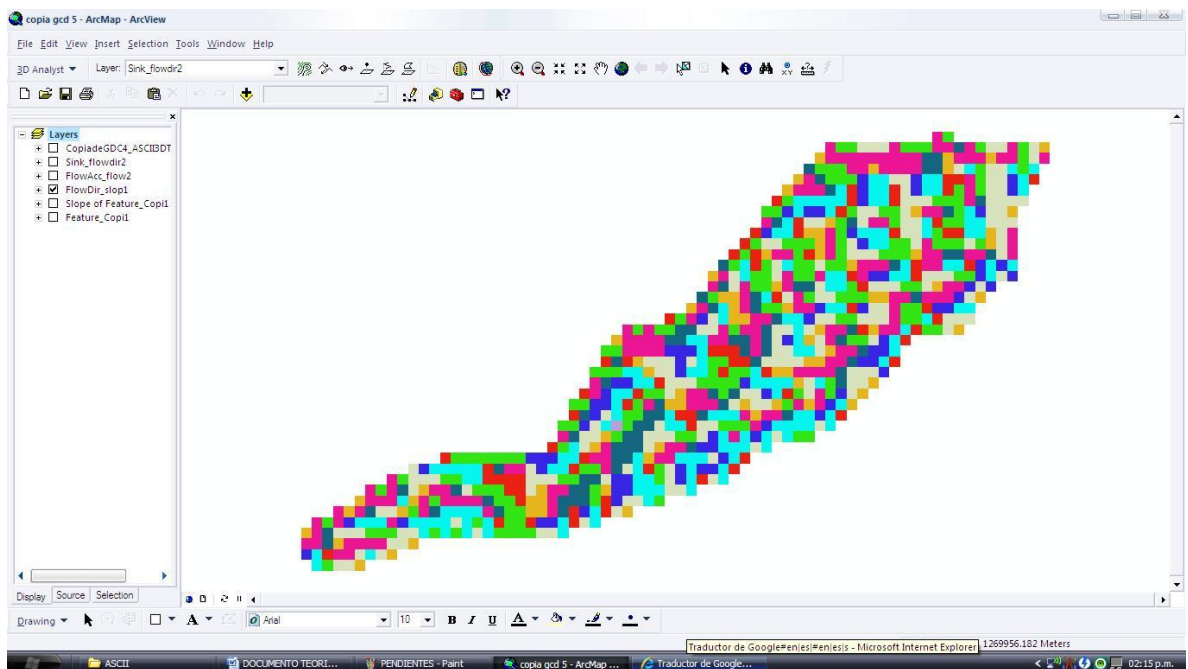 copia gcd 5 - ArcMap - ArcView
File Edit View Insert Selection Tools Window Help
3D Analyst Layer: Sink_flowdir2
Layers
CopiadeGDC4_ASCII3DT
Sink_flowdir2
FlowAcc_flow2
FlowDir_slop1
Slope of Feature_Copi1
Feature_Copi1
Display Source Selection
Drawing A Arial 10 B I U A
Traductor de Google#en|es|#en|es|s - Microsoft Internet Explorer
1269956.182 Meters
ASCII DOCUMENTO TEORI... PENDIENTES - Paint copia gcd 5 - ArcMap ... Traductor de Google... 02:15 p.m.